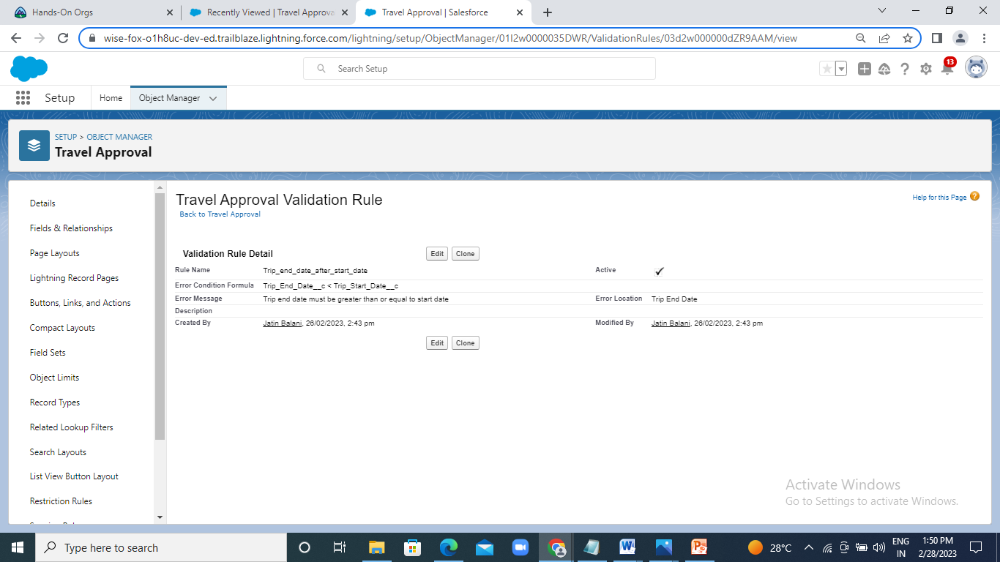 Hands-On Orgs
Recently Viewed | Travel Approva
Travel Approval | Salesforce
wise-fox-o1h8uc-dev-ed.trailblaze.lightning.force.com/lightning/setup/ObjectManager/01I2w0000035DWR/ValidationRules/03d2w000000dZR9AAM/view
Search Setup
13
Setup
Home
Object Manager
SETUP > OBJECT MANAGER
Travel Approval
Details
Fields & Relationships
Page Layouts
Lightning Record Pages
Buttons, Links, and Actions
Compact Layouts
Field Sets
Object Limits
Record Types
Related Lookup Filters
Search Layouts
List View Button Layout
Restriction Rules
Travel Approval Validation Rule
Back to Travel Approval
Help for this Page ?
Validation Rule Detail
Edit Clone
Rule Name Trip_end_date_after_start_date Active
Error Condition Formula Trip_End_Date__c < Trip_Start_Date__c
Error Message Trip end date must be greater than or equal to start date Error Location Trip End Date
Description
Created By Jatin Balani, 26/02/2023, 2:43 pm Modified By Jatin Balani, 26/02/2023, 2:43 pm
Edit Clone
Activate Windows
Go to Settings to activate Windows.
Type here to search
28°C
ENG
IN
1:50 PM
2/28/2023